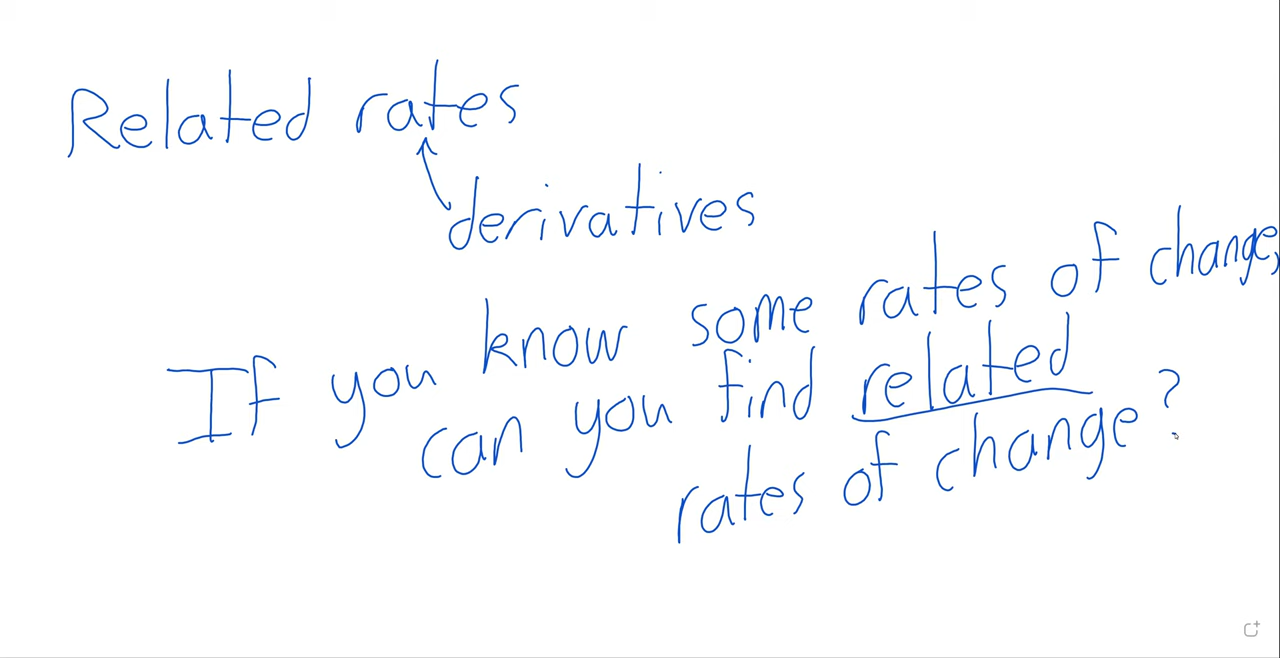 Related rates
derivatives
If you know some rates of change,
can you find related
rates of change?